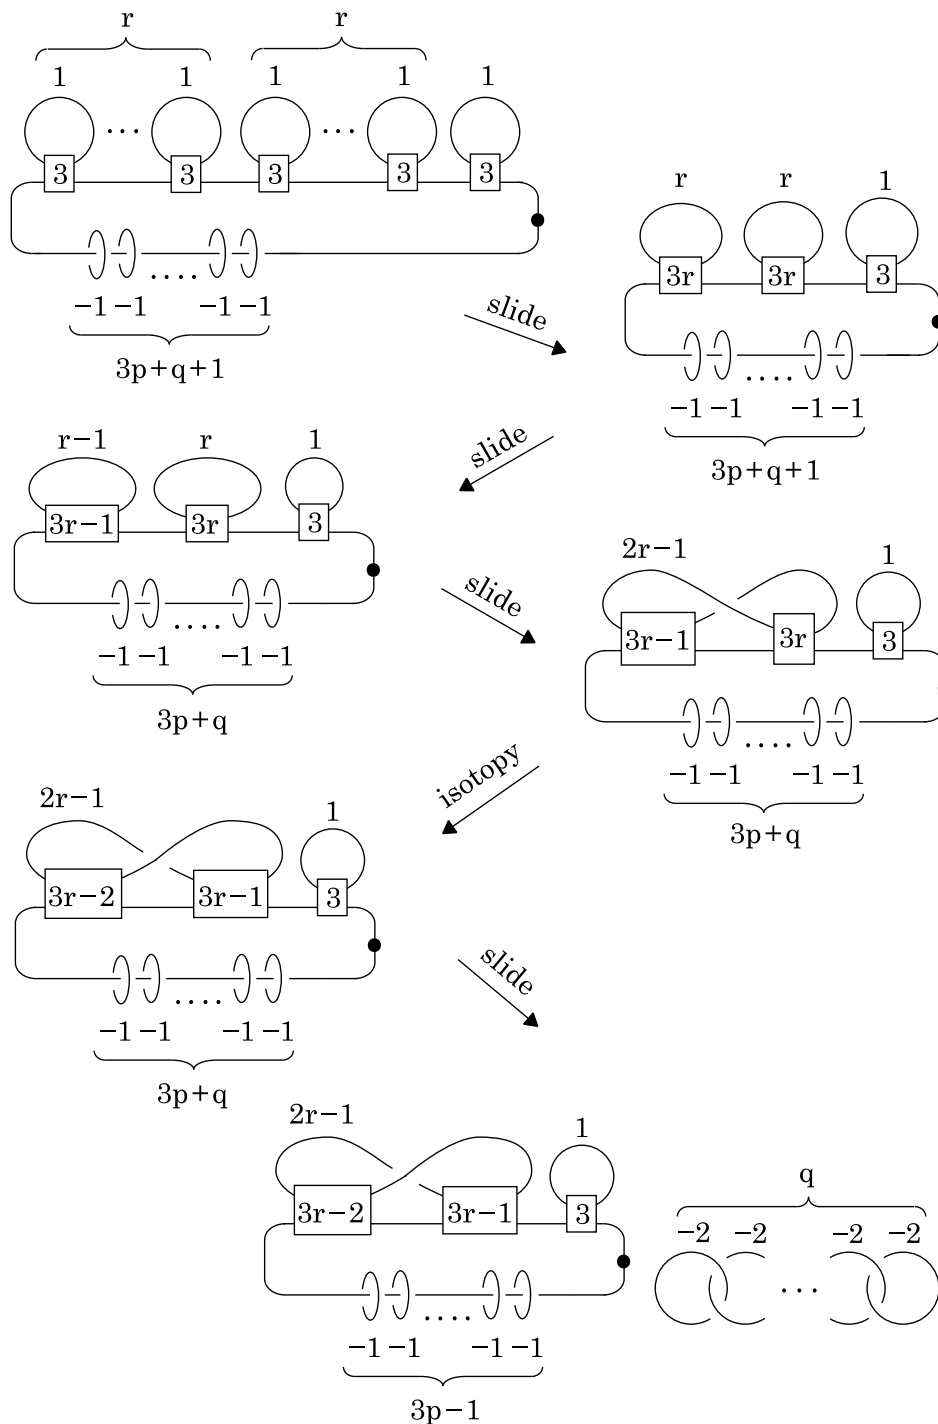 r r
1 1 1 1 1
3 3 3 3 3
−1 −1 .... −1 −1
3p+q+1
slide
r r 1
3r 3r 3
−1 −1 .... −1 −1
3p+q+1
slide
r−1 r 1
3r−1 3r 3
−1 −1 .... −1 −1
3p+q
slide
2r−1 1
3r−1 3r 3
−1 −1 .... −1 −1
3p+q
isotopy
2r−1 1
3r−2 3r−1 3
−1 −1 .... −1 −1
3p+q
slide
2r−1 1
3r−2 3r−1 3
−1 −1 .... −1 −1
3p−1
q
−2 −2 ... −2 −2